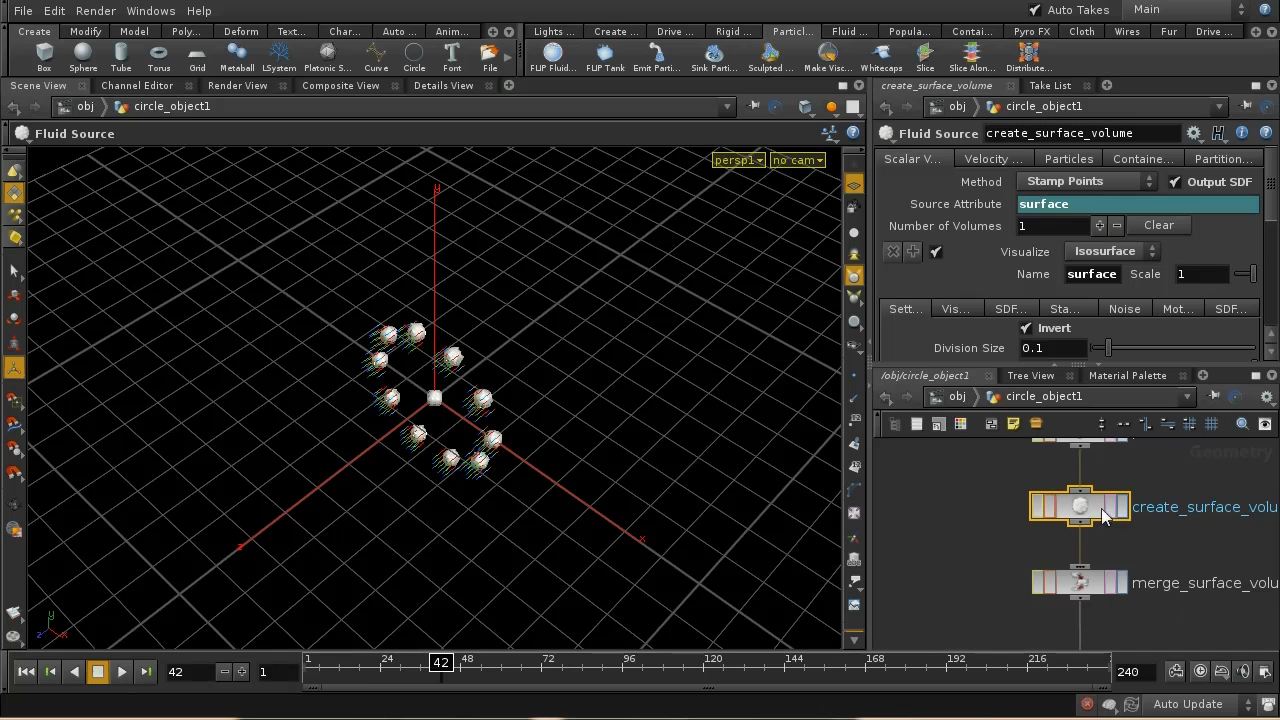 File Edit Render Windows Help
Auto Takes Main
Create Modify Model Poly... Deform Text... Char... Auto ... Anim...
Lights ... Create ... Drive ... Rigid ... Particl... Fluid ... Popula... Contai... Pyro FX Cloth Wires Fur Drive ...
Box Sphere Tube Torus Grid Metaball LSystem Platonic... Curve Circle Font File
FLIP Fluid... FLIP Tank Emit Parti... Sink Parti... Sculpted ... Make Visc... Whitecaps Slice Slice Alon... Distribute...
Scene View Channel Editor Render View Composite View Details View
create_surface_volume Take List
obj circle_object1
obj circle_object1
Fluid Source
Fluid Source create_surface_volume
persp1 no cam
Scalar V... Velocity ... Particles Containe... Partition...
Method Stamp Points Output SDF
Source Attribute surface
Number of Volumes 1 Clear
Visualize Isosurface
Name surface Scale 1
Sett... Vis... SDF... Sta... Noise Mot... SDF...
Invert
Division Size 0.1
/obj/circle_object1 Tree View Material Palette
obj circle_object1
Geometry
create_surface_volu
merge_surface_volu
y
z
x
y
z x
42 1
1 24 42 48 72 96 120 144 168 192 216
240
Auto Update